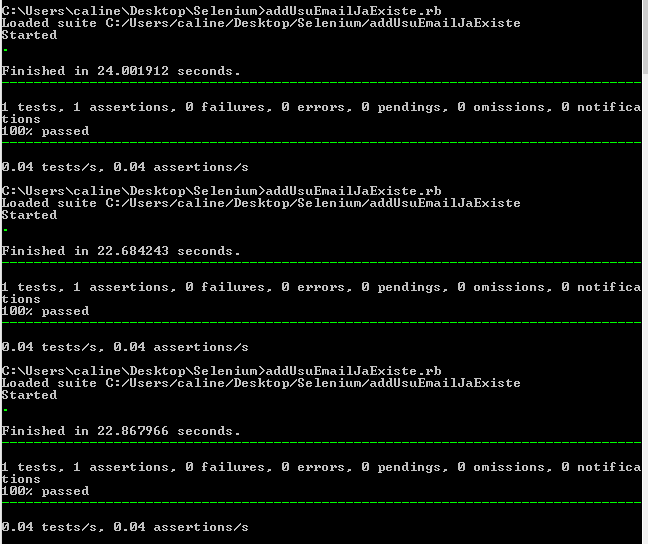 C:\Users\caline\Desktop\Selenium>addUsuEmailJaExiste.rb
Loaded suite C:/Users/caline/Desktop/Selenium/addUsuEmailJaExiste
Started
.
Finished in 24.001912 seconds.
1 tests, 1 assertions, 0 failures, 0 errors, 0 pendings, 0 omissions, 0 notifica
tions
100% passed
0.04 tests/s, 0.04 assertions/s
C:\Users\caline\Desktop\Selenium>addUsuEmailJaExiste.rb
Loaded suite C:/Users/caline/Desktop/Selenium/addUsuEmailJaExiste
Started
.
Finished in 22.684243 seconds.
1 tests, 1 assertions, 0 failures, 0 errors, 0 pendings, 0 omissions, 0 notifica
tions
100% passed
0.04 tests/s, 0.04 assertions/s
C:\Users\caline\Desktop\Selenium>addUsuEmailJaExiste.rb
Loaded suite C:/Users/caline/Desktop/Selenium/addUsuEmailJaExiste
Started
.
Finished in 22.867966 seconds.
1 tests, 1 assertions, 0 failures, 0 errors, 0 pendings, 0 omissions, 0 notifica
tions
100% passed
0.04 tests/s, 0.04 assertions/s